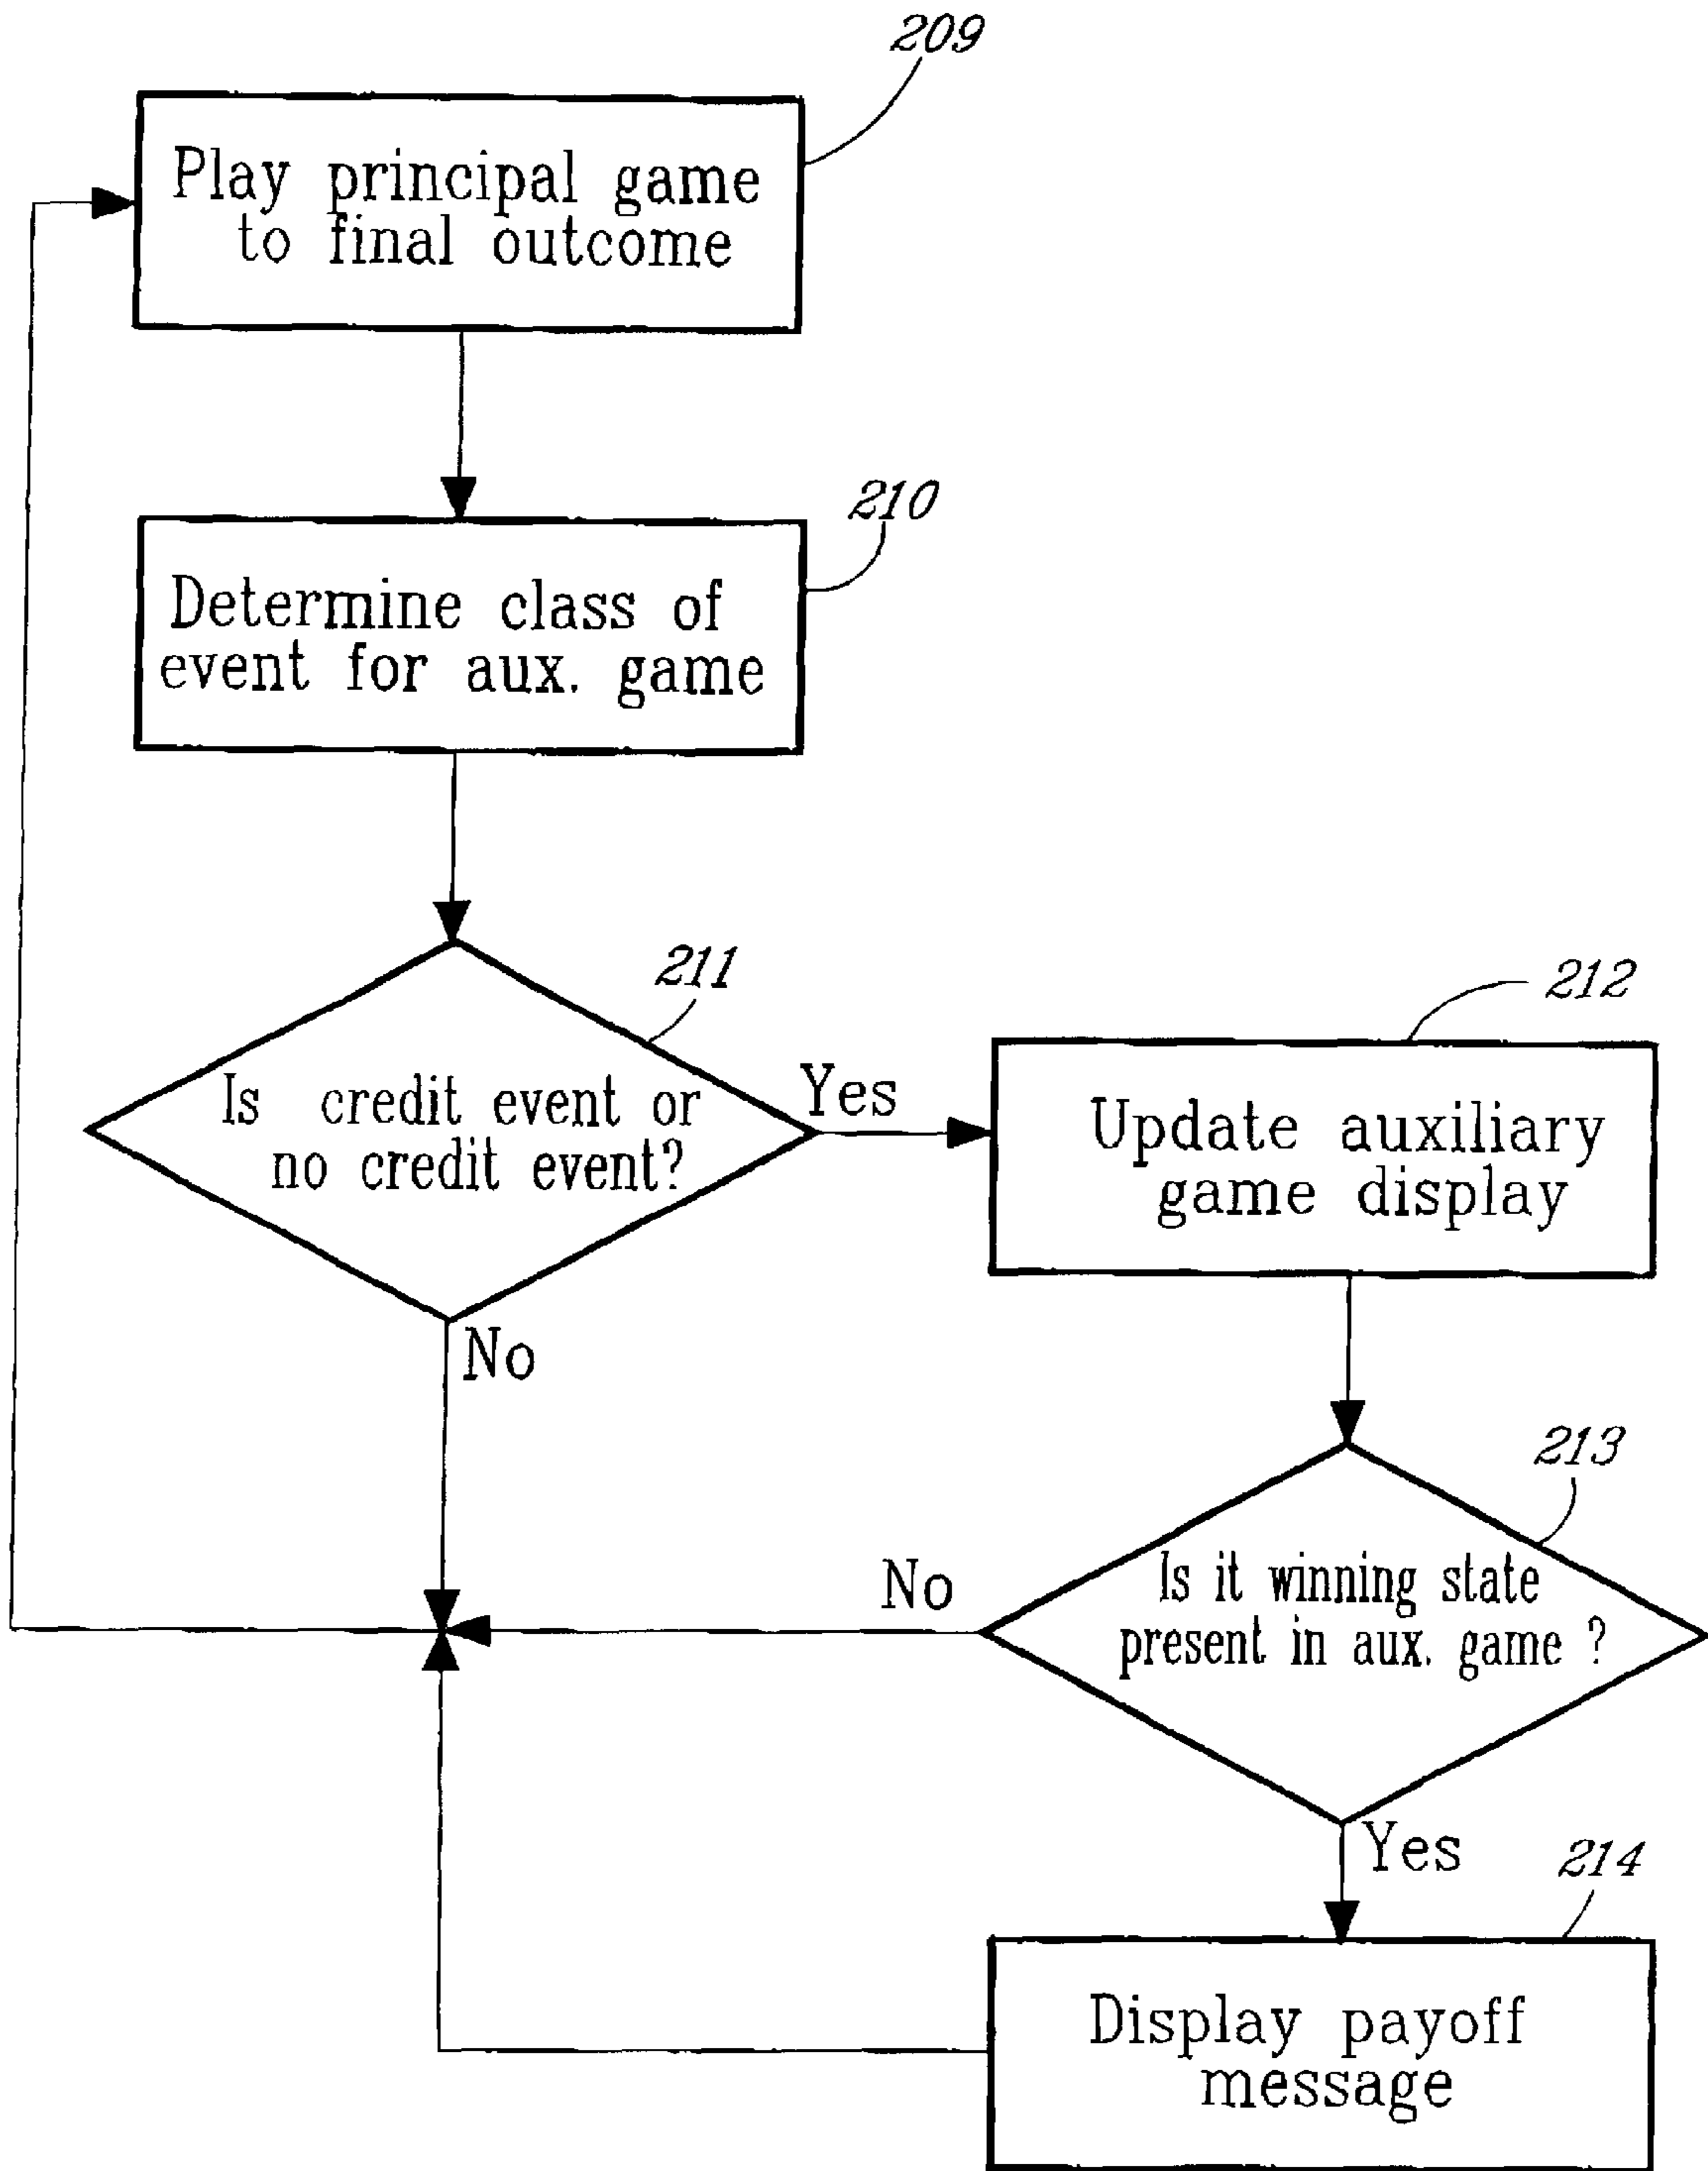 209
Play principal game
to final outcome
210
Determine class of
event for aux. game
211
Is credit event or
no credit event?
Yes
No
212
Update auxiliary
game display
213
Is it winning state
present in aux. game ?
No
Yes
214
Display payoff
message